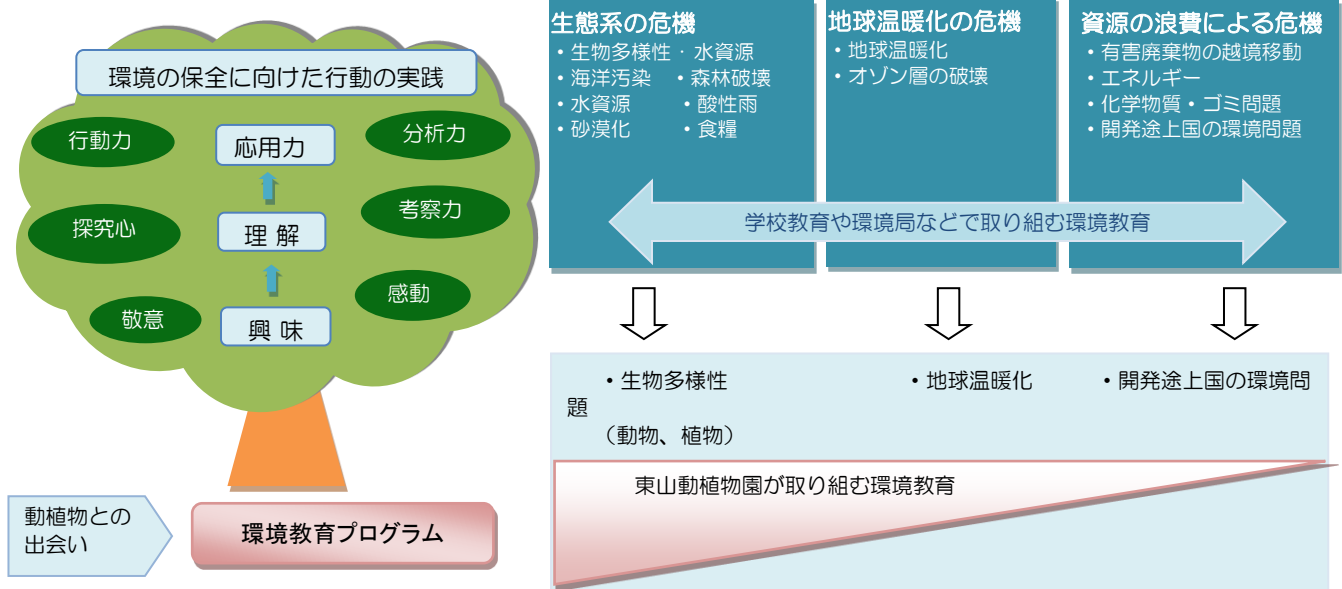 環境の保全に向けた行動の実践
行動力
応用力
分析力
探究心
理 解
考察力
敬意
興 味
感動
動植物との
出会い
環境教育プログラム
生態系の危機
・生物多様性・水資源
・海洋汚染 ・森林破壊
・水資源 ・酸性雨
・砂漠化 ・食糧
地球温暖化の危機
・地球温暖化
・オゾン層の破壊
資源の浪費による危機
・有害廃棄物の越境移動
・エネルギー
・化学物質・ゴミ問題
・開発途上国の環境問題
学校教育や環境局などで取り組む環境教育
・生物多様性 ・地球温暖化 ・開発途上国の環境問
題
（動物、植物）
東山動植物園が取り組む環境教育